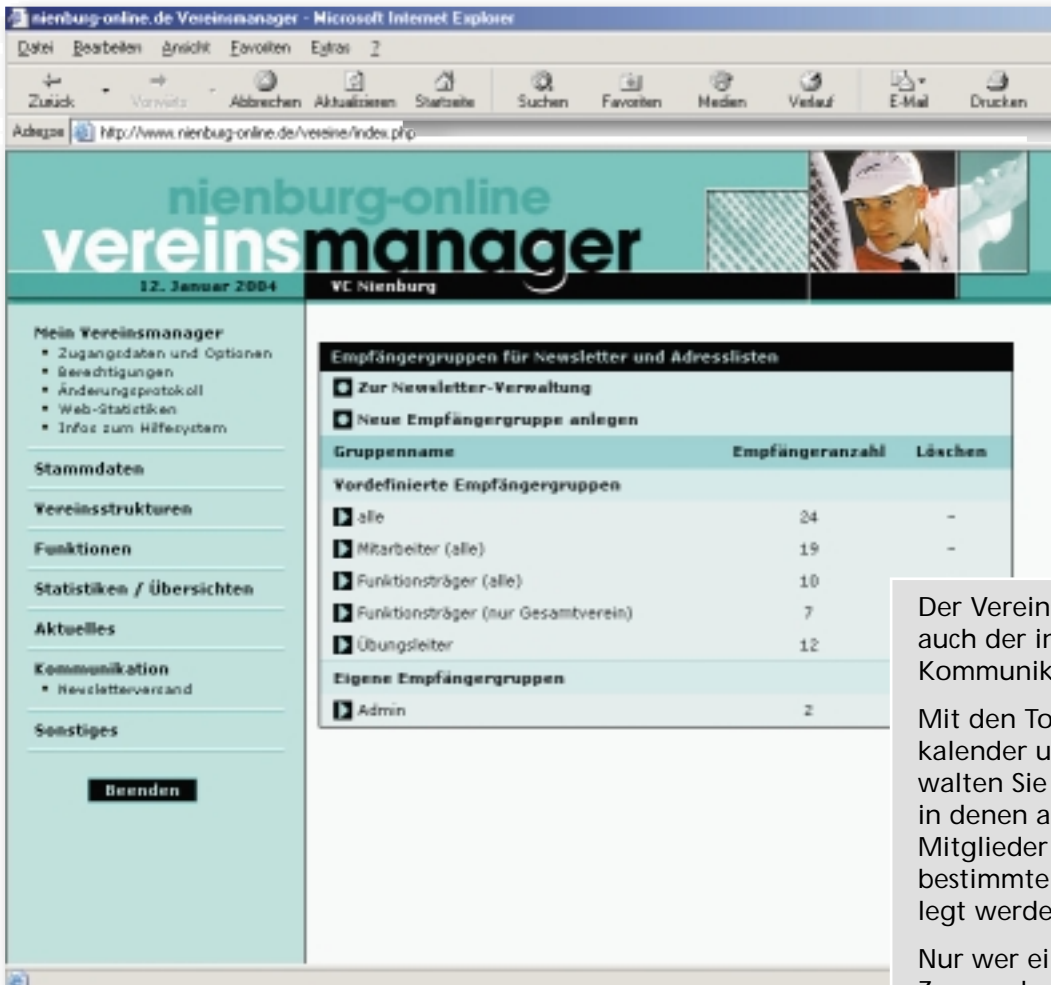 nienburg-online.de Vereinsmanager - Microsoft Internet Explorer
Datei Bearbeiten Ansicht Favoriten Extras ?
Zurück Vorwärts Abbrechen Aktualisieren Startseite Suchen Favoriten Medien Verlauf E-Mail Drucken
Adresse http://www.nienburg-online.de/vereine/index.php
nienburg-online
vereinsmanager
12. Januar 2004 VC Nienburg
Mein Vereinsmanager
Zugangsdaten und Optionen
Berechtigungen
Änderungsprotokoll
Web-Statistiken
Infos zum Hilfesystem
Stammdaten
Vereinsstrukturen
Funktionen
Statistiken / Übersichten
Aktuelles
Kommunikation
Newsletterversand
Sonstiges
Beenden
Empfängergruppen für Newsletter und Adresslisten
Zur Newsletter-Verwaltung
Neue Empfängergruppe anlegen
Gruppenname Empfängeranzahl Löschen
Vordefinierte Empfängergruppen
alle 24 -
Mitarbeiter (alle) 19 -
Funktionsträger (alle) 10
Funktionsträger (nur Gesamtverein) 7
Übungsleiter 12
Eigene Empfängergruppen
Admin 2
Der Verein
auch der in
Kommunik
Mit den To
kalender u
walten Sie
in denen a
Mitglieder
bestimmte
legt werde
Nur wer ei